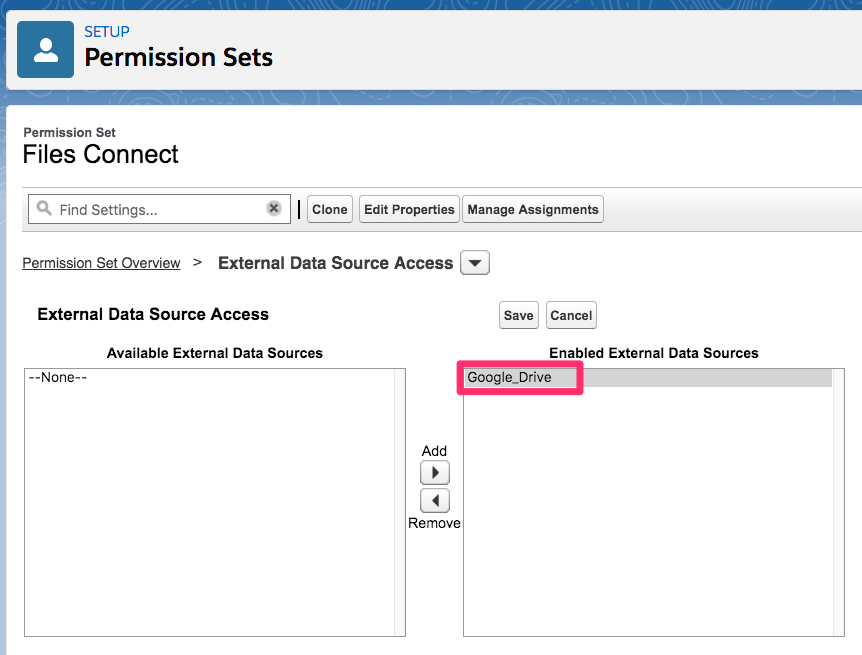 SETUP
Permission Sets
Permission Set
Files Connect
Find Settings... Clone Edit Properties Manage Assignments
Permission Set Overview > External Data Source Access
External Data Source Access Save Cancel
Available External Data Sources Enabled External Data Sources
--None-- Google_Drive
Add
Remove